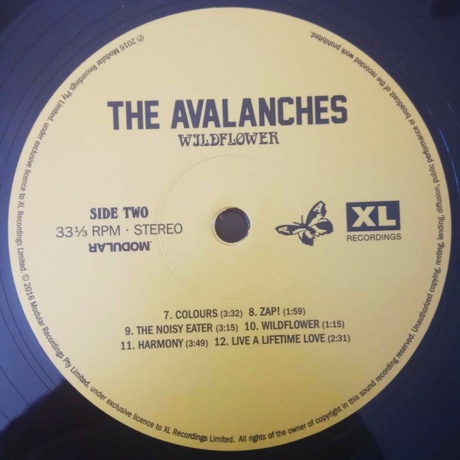 THE AVALANCHES
WILDFLOWER
SIDE TWO
33⅓ RPM · STEREO
MODULAR
XL
RECORDINGS
7. COLOURS (3:32) 8. ZAP! (1:59)
9. THE NOISY EATER (3:15) 10. WILDFLOWER (1:15)
11. HARMONY (3:49) 12. LIVE A LIFETIME LOVE (2:31)
℗ 2016 Modular Recordings Pty Limited, under exclusive licence to XL Recordings Limited. © 2016 Modular Recordings Pty Limited, under exclusive licence to XL Recordings Limited. All rights of the owner of copyright in this sound recording reserved. Unauthorised copying, renting, lending, diffusion, public performance or broadcast of the recorded work prohibited.
A A A